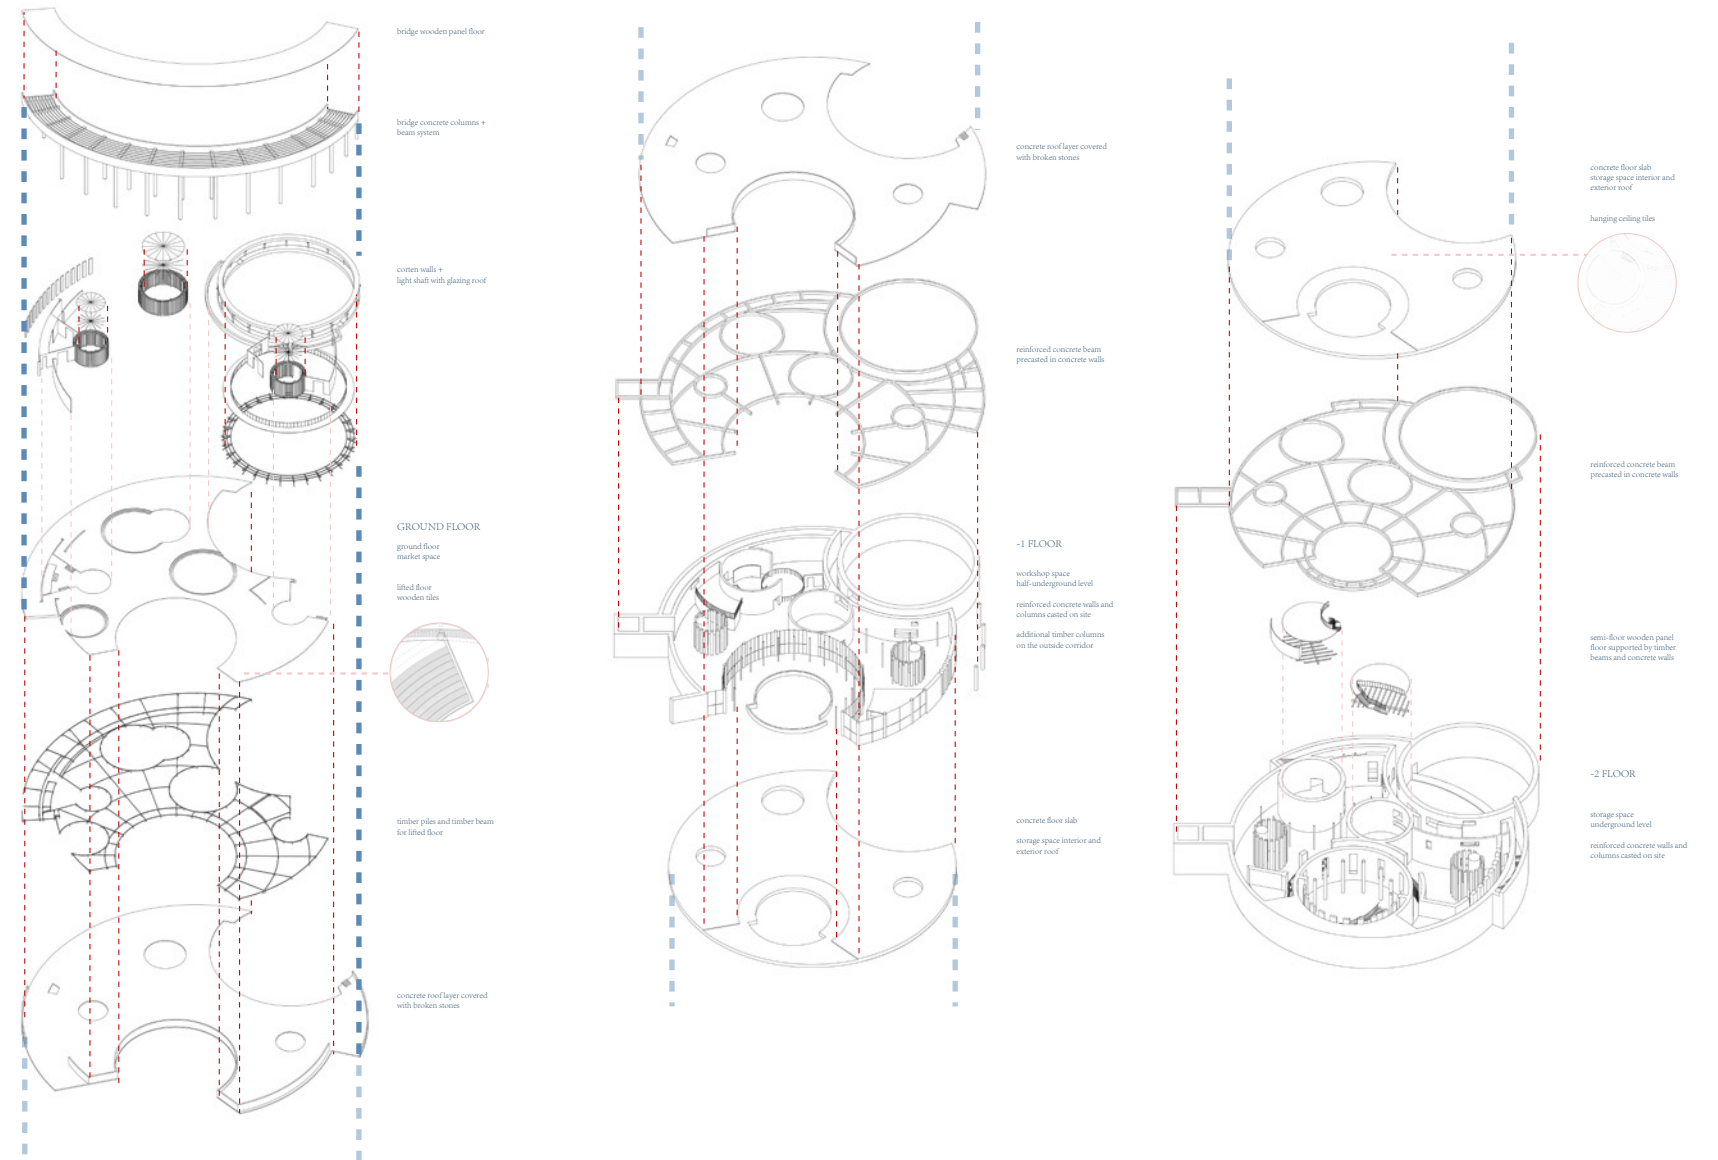 bridge wooden panel floor
bridge concrete columns +
beam system
corten walls +
light shaft with glazing roof
GROUND FLOOR
ground floor
market space
lifted floor
wooden tiles
timber piles and timber beam
for lifted floor
concrete roof layer covered
with broken stones
concrete roof layer covered
with broken stones
reinforced concrete beam
precasted in concrete walls
-1 FLOOR
workshop space
half-underground level
reinforced concrete walls and
columns casted on site
additional timber columns
on the outside corridor
concrete floor slab
storage space interior and
exterior roof
concrete floor slab
storage space interior and
exterior roof
hanging ceiling tiles
reinforced concrete beam
precasted in concrete walls
semi-floor wooden panel
floor supported by timber
beams and concrete walls
-2 FLOOR
storage space
underground level
reinforced concrete walls and
columns casted on site